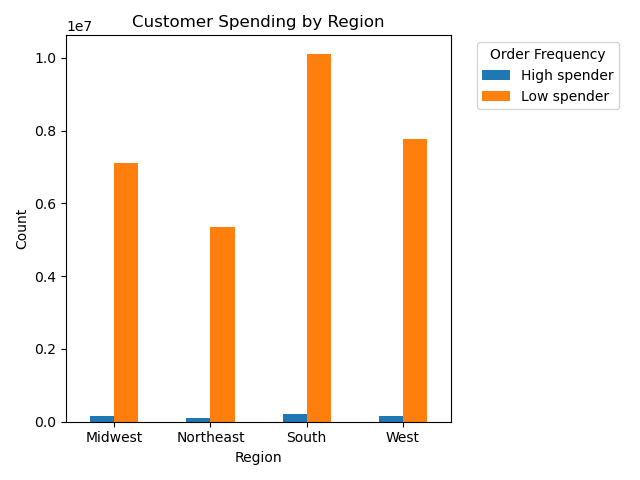 Customer Spending by Region
1e7
1.0
0.8
0.6
0.4
0.2
0.0
Count
Midwest Northeast South West
Region
Order Frequency
High spender
Low spender